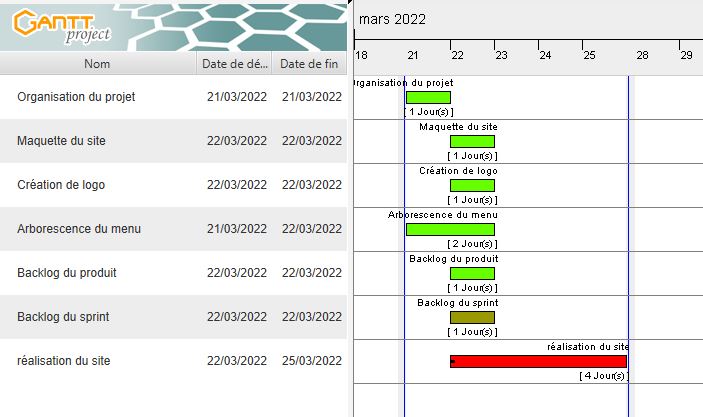 GANTT
project
mars 2022
18 21 22 23 24 25 28 29
Nom Date de dé... Date de fin
Organisation du projet 21/03/2022 21/03/2022
Organisation du projet
[ 1 Jour(s) ]
Maquette du site 22/03/2022 22/03/2022
Maquette du site
[ 1 Jour(s) ]
Création de logo 22/03/2022 22/03/2022
Création de logo
[ 1 Jour(s) ]
Arborescence du menu 21/03/2022 22/03/2022
Arborescence du menu
[ 2 Jour(s) ]
Backlog du produit 22/03/2022 22/03/2022
Backlog du produit
[ 1 Jour(s) ]
Backlog du sprint 22/03/2022 22/03/2022
Backlog du sprint
[ 1 Jour(s) ]
réalisation du site 22/03/2022 25/03/2022
réalisation du site
[ 4 Jour(s) ]